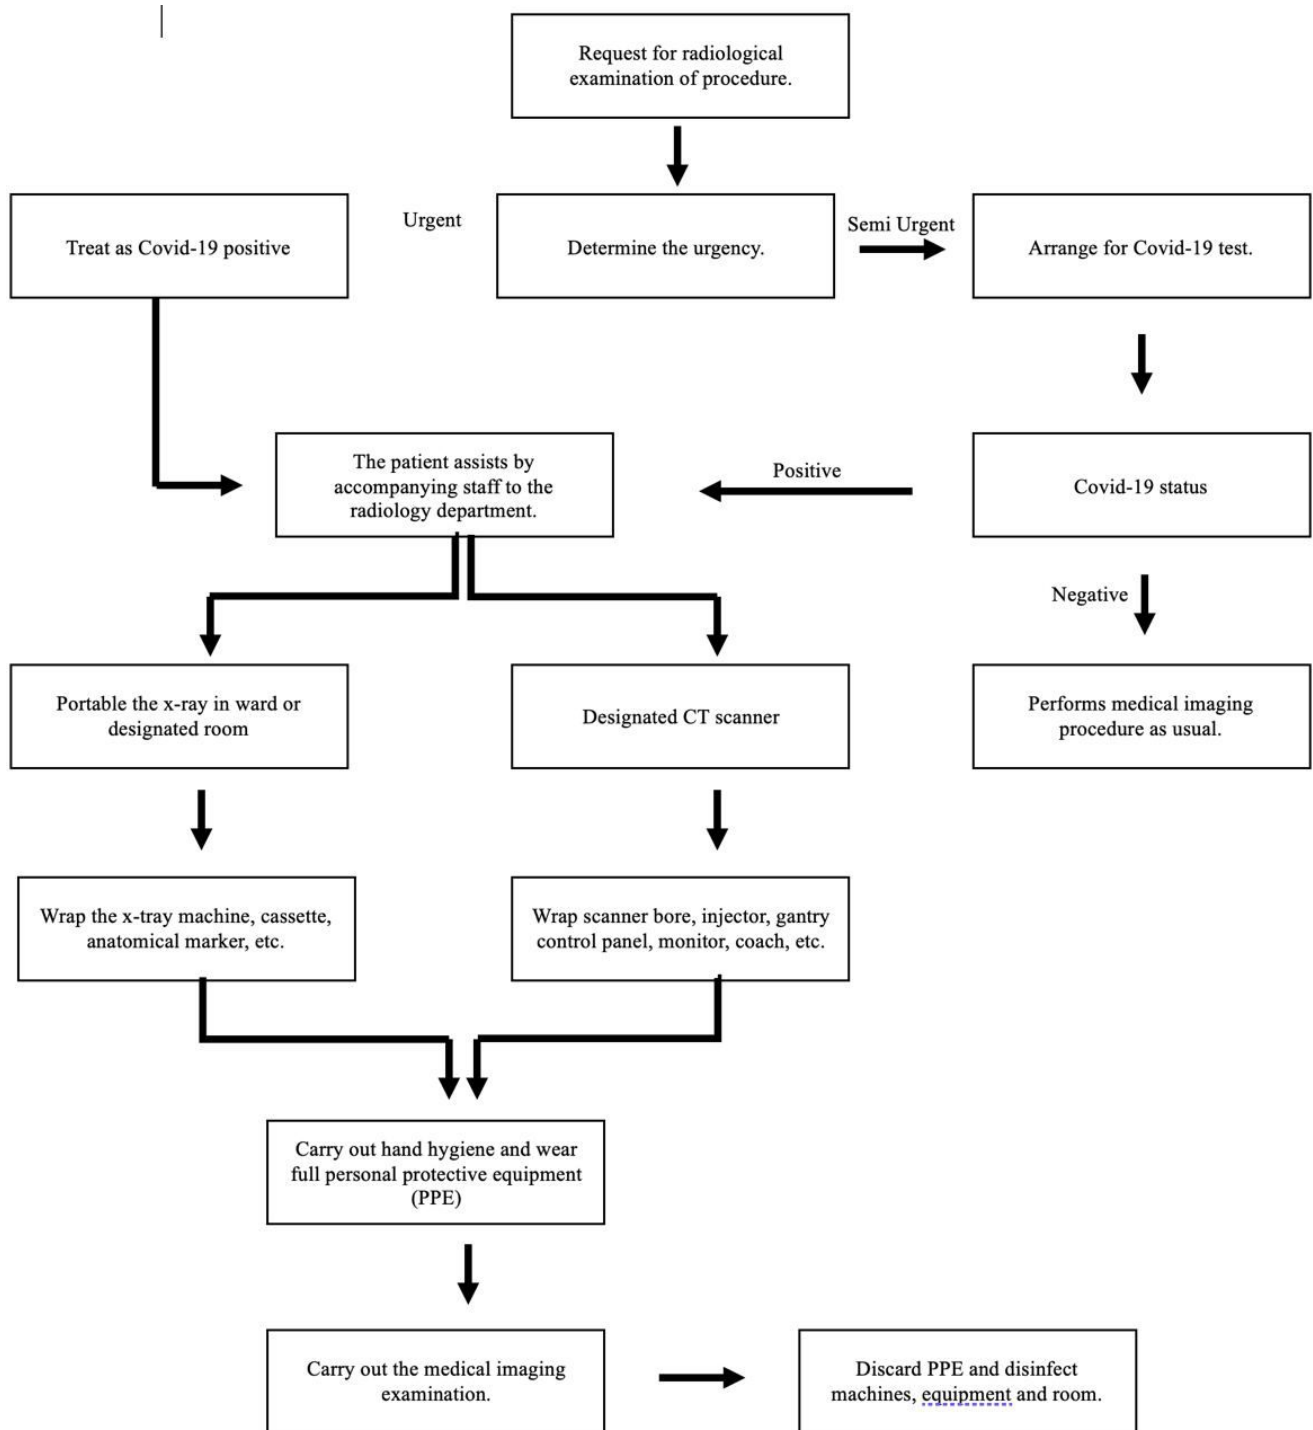 Request for radiological
examination of procedure.
Treat as Covid-19 positive
Urgent
Determine the urgency.
Semi Urgent
Arrange for Covid-19 test.
The patient assists by
accompanying staff to the
radiology department.
Positive
Covid-19 status
Negative
Portable the x-ray in ward or
designated room
Designated CT scanner
Performs medical imaging
procedure as usual.
Wrap the x-tray machine, cassette,
anatomical marker, etc.
Wrap scanner bore, injector, gantry
control panel, monitor, coach, etc.
Carry out hand hygiene and wear
full personal protective equipment
(PPE)
Carry out the medical imaging
examination.
Discard PPE and disinfect
machines, equipment and room.